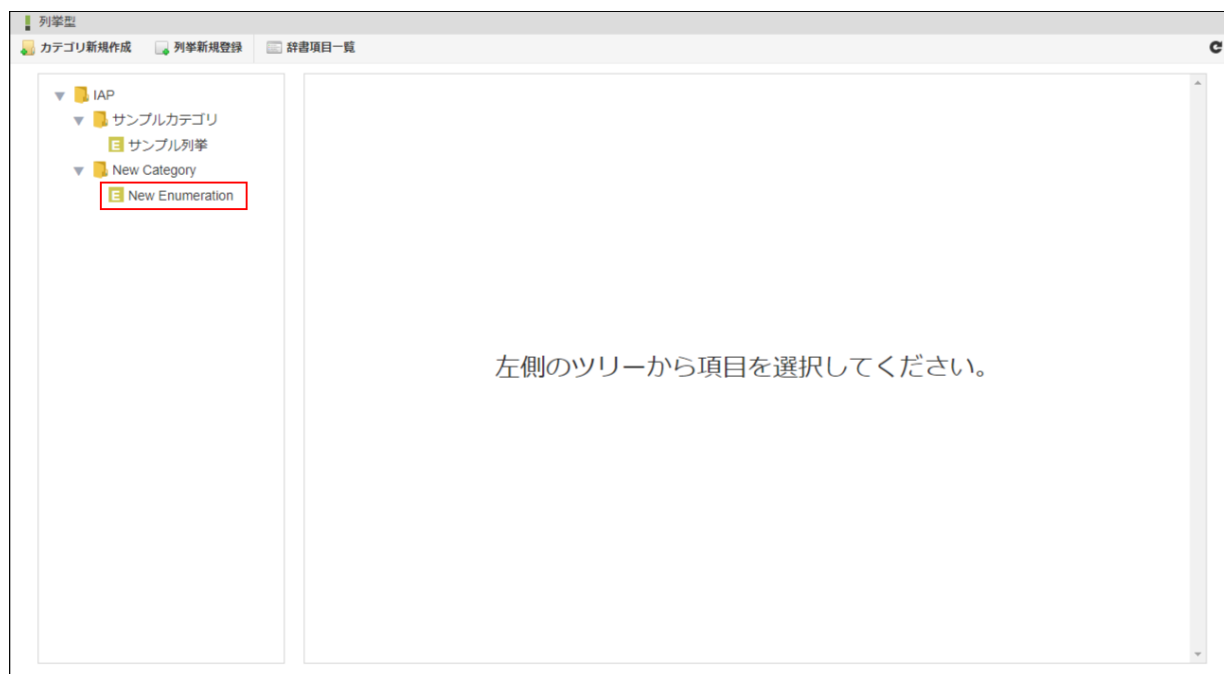 列挙型
カテゴリ新規作成 列挙新規登録 辞書項目一覧
IAP
サンプルカテゴリ
E サンプル列挙
New Category
E New Enumeration
左側のツリーから項目を選択してください。